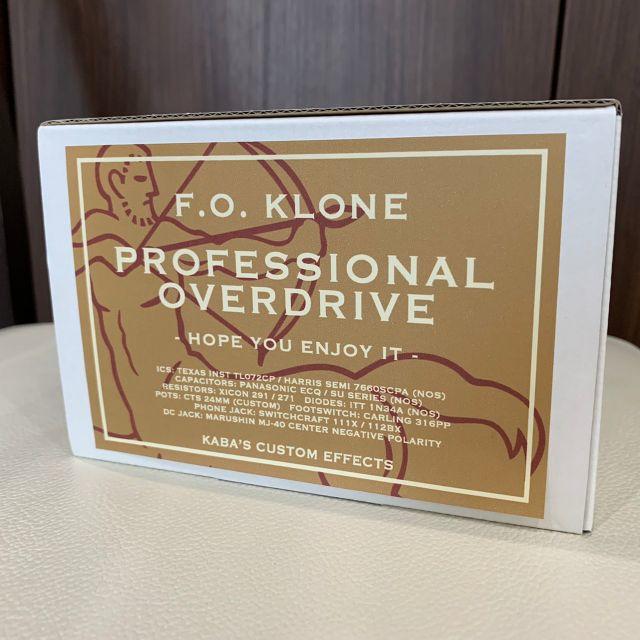 F.O. KLONE
PROFESSIONAL
OVERDRIVE
- HOPE YOU ENJOY IT -
ICS: TEXAS INST TL072CP / HARRIS SEMI 7660SCPA (NOS)
CAPACITORS: PANASONIC ECQ / SU SERIES (NOS)
RESISTORS: XICON 291 / 271 DIODES: ITT 1N34A (NOS)
POTS: CTS 24MM (CUSTOM) FOOTSWITCH: CARLING 316PP
PHONE JACK: SWITCHCRAFT 111X / 112BX
DC JACK: MARUSHIN MJ-40 CENTER NEGATIVE POLARITY
KABA'S CUSTOM EFFECTS